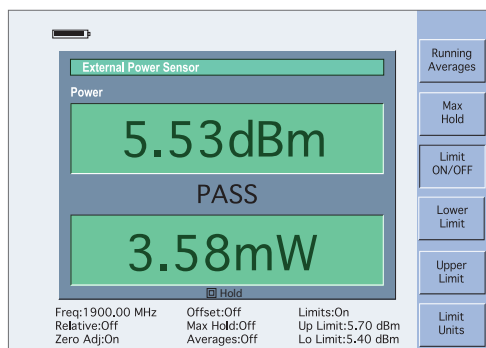 External Power Sensor
Power
5.53dBm
PASS
3.58mW
Hold
Freq:1900.00 MHz Offset:Off Limits:On
Relative:Off Max Hold:Off Up Limit:5.70 dBm
Zero Adj:On Averages:Off Lo Limit:5.40 dBm
Running
Averages
Max
Hold
Limit
ON/OFF
Lower
Limit
Upper
Limit
Limit
Units